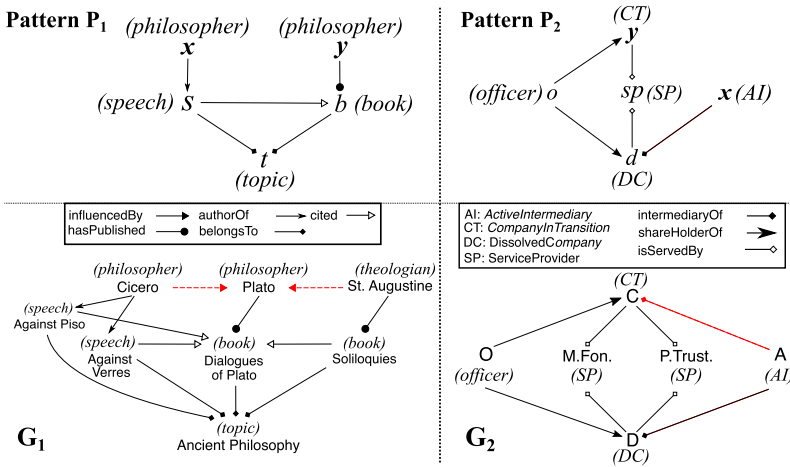 Pattern P1
(philosopher) (philosopher)
x y
(speech) s b (book)
t
(topic)
Pattern P2
(CT)
y
(officer) o sp (SP) x (AI)
d
(DC)
influencedBy authorOf cited
hasPublished belongsTo
AI: ActiveIntermediary intermediaryOf
CT: CompanyInTransition shareHolderOf
DC: DissolvedCompany isServedBy
SP: ServiceProvider
(philosopher) (philosopher) (theologian)
Cicero Plato St. Augustine
(speech)
Against Piso
(speech) (book) (book)
Against Dialogues Soliloquies
Verres of Plato
(topic)
Ancient Philosophy
G1
(CT)
C
O M.Fon. P.Trust. A
(officer) (SP) (SP) (AI)
D
(DC)
G2